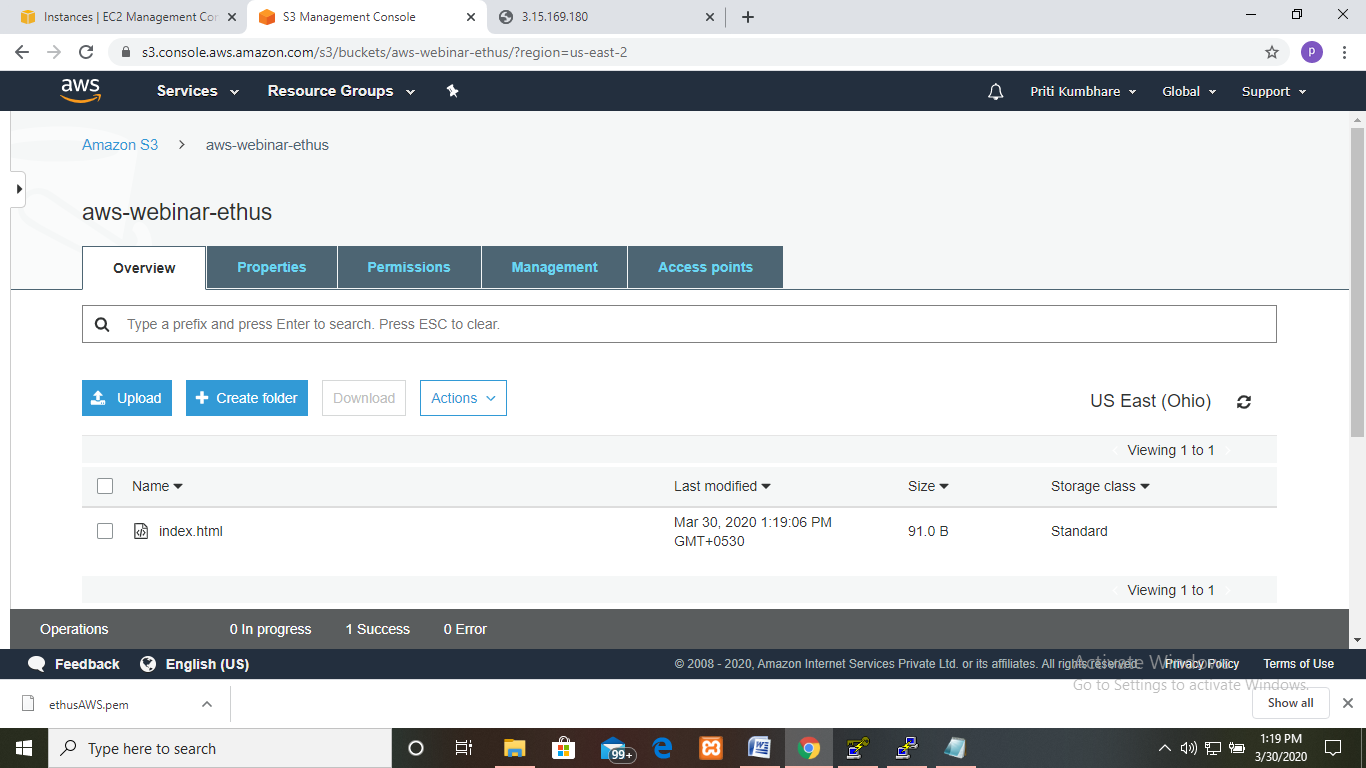 Instances | EC2 Management Con
S3 Management Console
3.15.169.180
s3.console.aws.amazon.com/s3/buckets/aws-webinar-ethus/?region=us-east-2
P
aws
Services
Resource Groups
Priti Kumbhare
Global
Support
Amazon S3 > aws-webinar-ethus
aws-webinar-ethus
Overview
Properties
Permissions
Management
Access points
Type a prefix and press Enter to search. Press ESC to clear.
Upload
Create folder
Download
Actions
US East (Ohio)
Viewing 1 to 1
Name
Last modified
Size
Storage class
index.html
Mar 30, 2020 1:19:06 PM
GMT+0530
91.0 B
Standard
Viewing 1 to 1
Operations
0 In progress
1 Success
0 Error
Feedback
English (US)
© 2008 - 2020, Amazon Internet Services Private Ltd. or its affiliates. All rights reserved.
Privacy Policy
Terms of Use
Activate Windows
Go to Settings to activate Windows.
ethusAWS.pem
Show all
Type here to search
99+
1:19 PM
3/30/2020